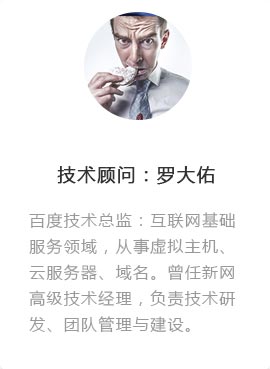 技术顾问：罗大佑
百度技术总监：互联网基础
服务领域，从事虚拟主机、
云服务器、域名。曾任新网
高级技术经理，负责技术研
发、团队管理与建设。